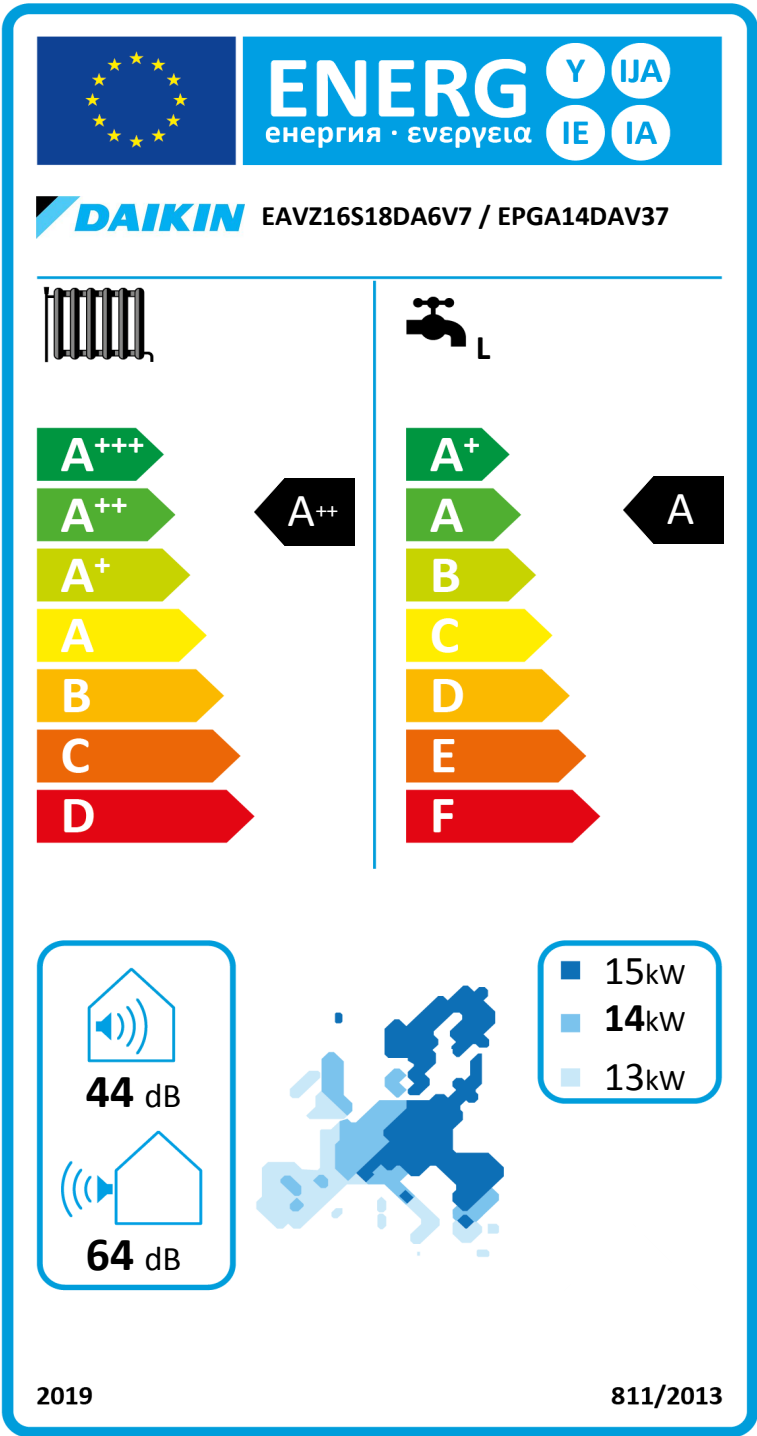 ENERG Y IJA
енергия · ενεργεια IE IA
DAIKIN EAVZ16S18DA6V7 / EPGA14DAV37
L
A+++
A++
A+
A
B
C
D
A++
A+
A
B
C
D
E
F
A
44 dB
64 dB
15kW
14kW
13kW
2019
811/2013